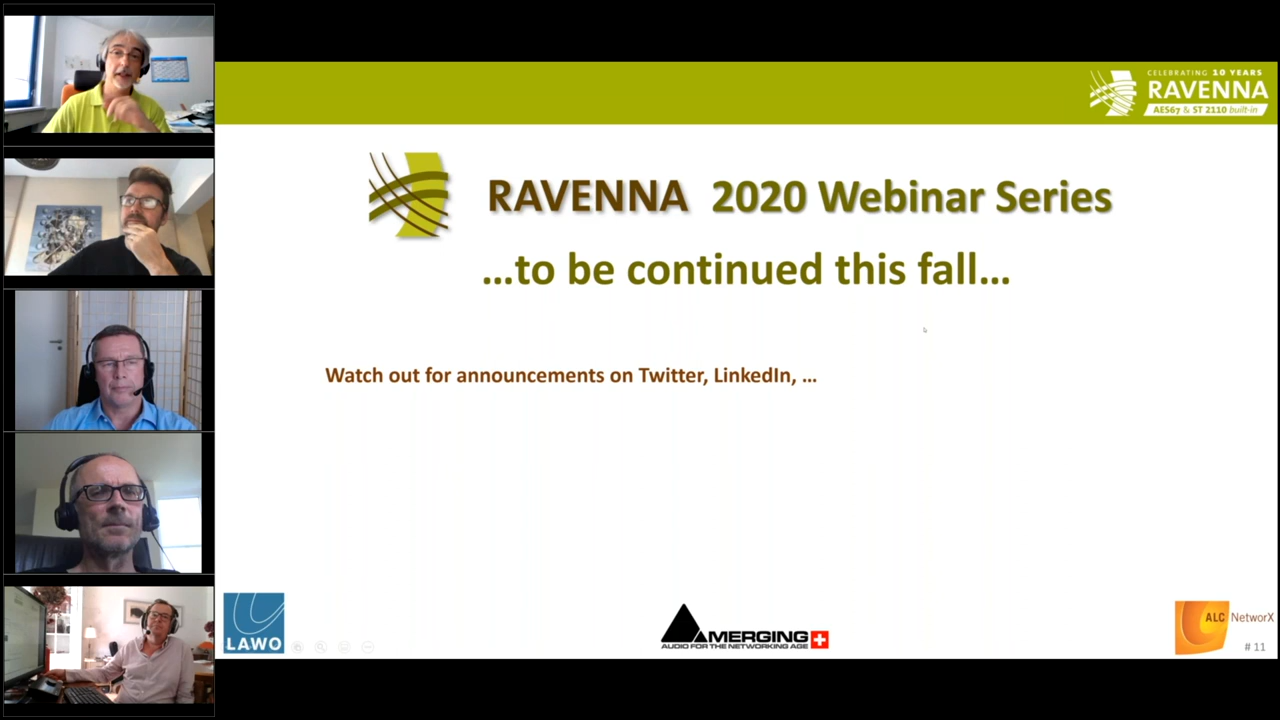 CELEBRATING 10 YEARS
RAVENNA
AES67 & ST 2110 built-in
RAVENNA 2020 Webinar Series
...to be continued this fall...
Watch out for announcements on Twitter, LinkedIn, ...
LAWO
MERGING
AUDIO FOR THE NETWORKING AGE
ALC NetworX
# 11